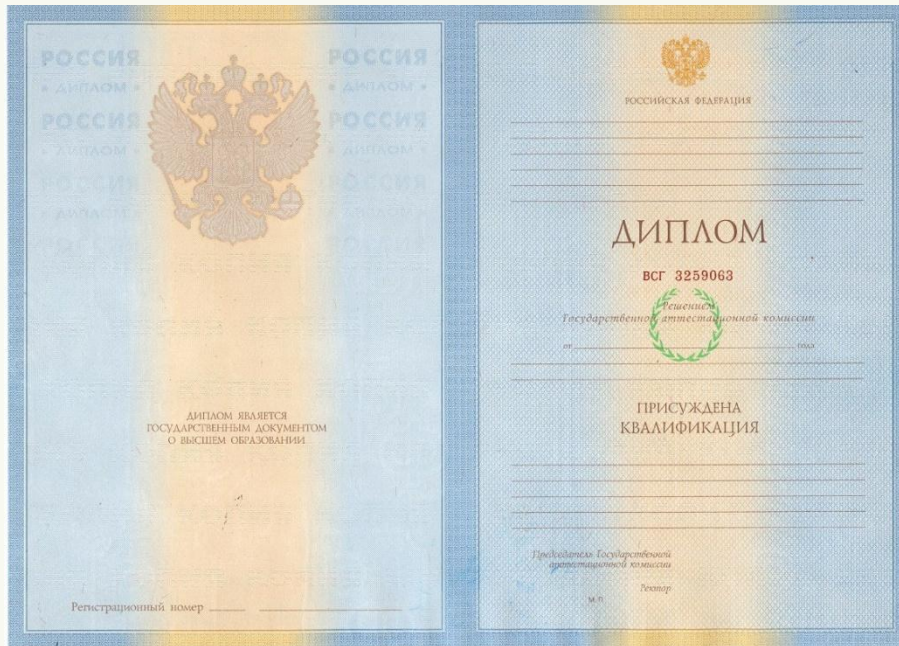 РОССИЯ РОССИЯ
• ДИПЛОМ • • ДИПЛОМ •
РОССИЯ РОССИЯ
• ДИПЛОМ • • ДИПЛОМ •
РОССИЯ РОССИЯ
• ДИПЛОМ • • ДИПЛОМ •
РОССИЯ РОССИЯ
ДИПЛОМ ЯВЛЯЕТСЯ
ГОСУДАРСТВЕННЫМ ДОКУМЕНТОМ
О ВЫСШЕМ ОБРАЗОВАНИИ
Регистрационный номер
РОССИЙСКАЯ ФЕДЕРАЦИЯ
ДИПЛОМ
ВСГ 3259063
Решением
Государственной аттестационной комиссии
от года
ПРИСУЖДЕНА
КВАЛИФИКАЦИЯ
Председатель Государственной
аттестационной комиссии
Ректор
М.П.